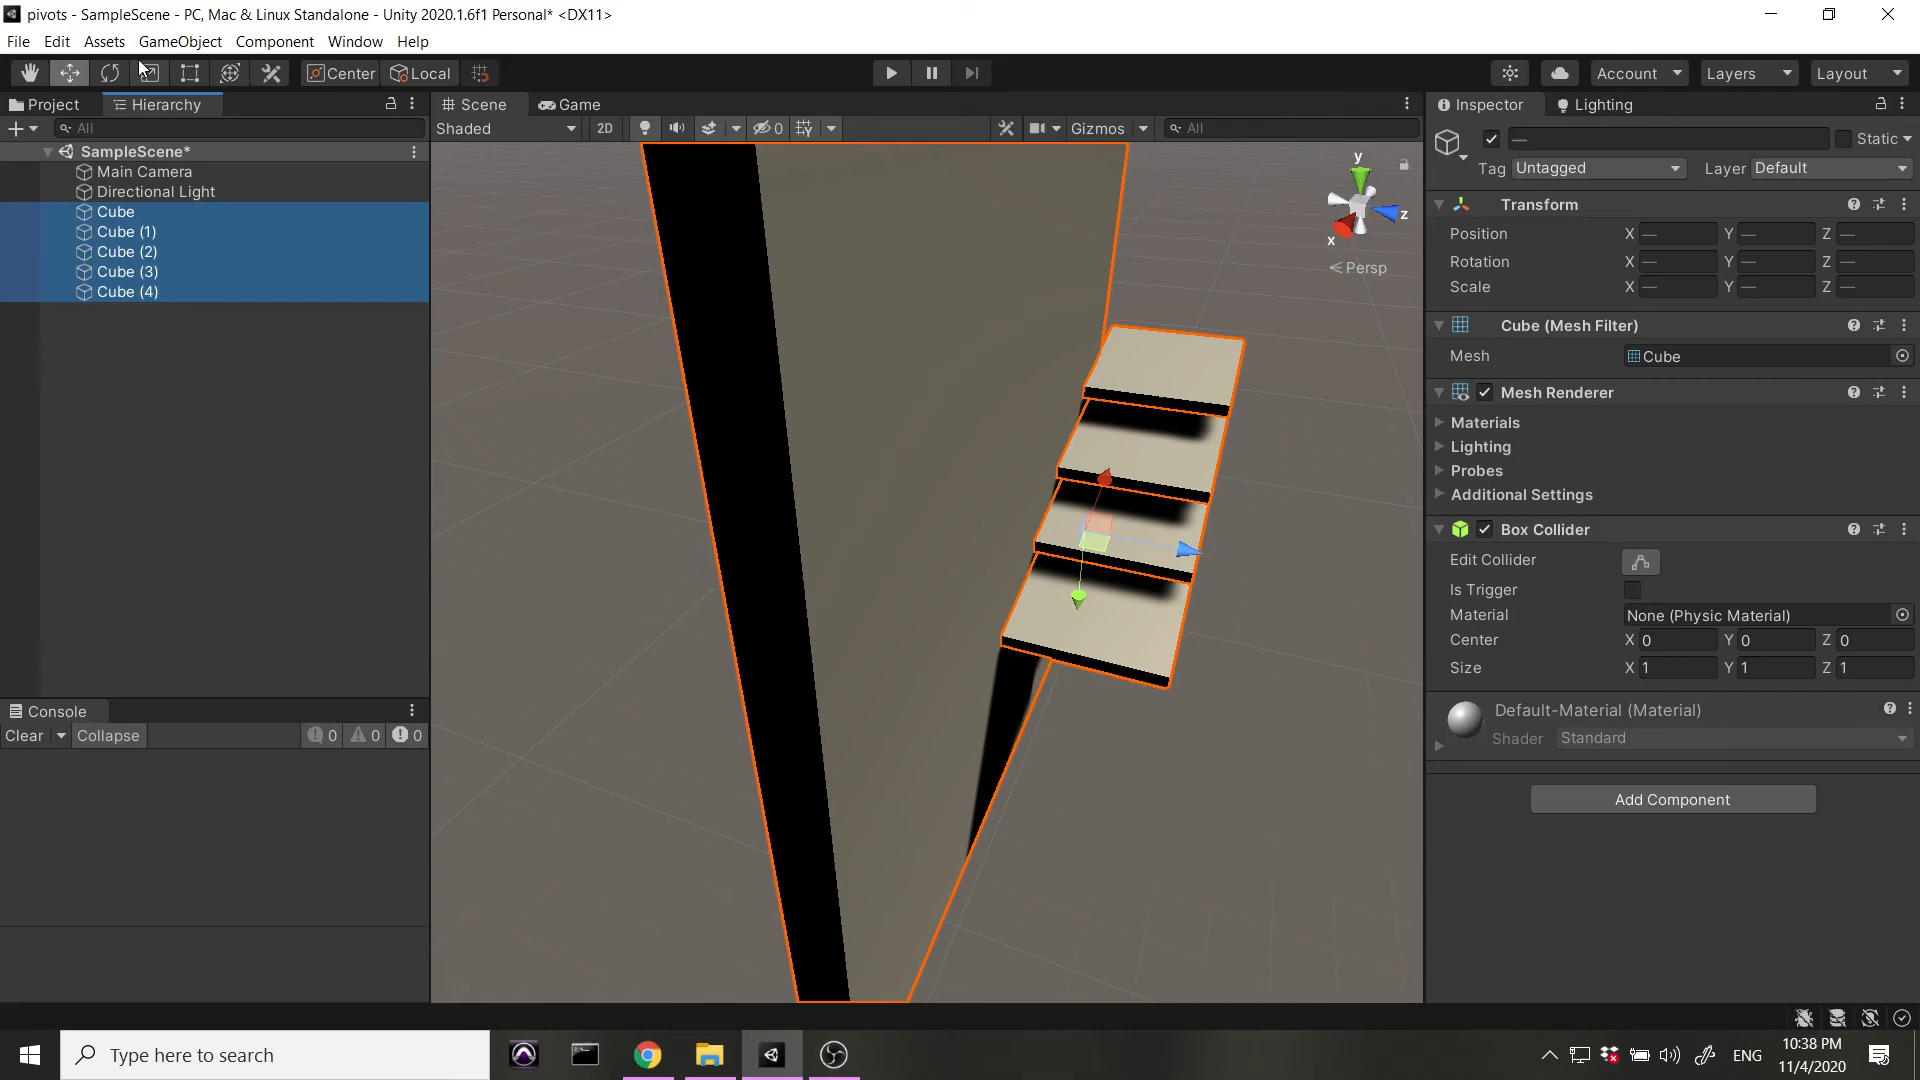 pivots - SampleScene - PC, Mac & Linux Standalone - Unity 2020.1.6f1 Personal* <DX11>
File Edit Assets GameObject Component Window Help
Center Local Account Layers Layout
Project Hierarchy
All
SampleScene*
Main Camera
Directional Light
Cube
Cube (1)
Cube (2)
Cube (3)
Cube (4)
Console
Clear Collapse 0 0 0
Scene Game
Shaded 2D 0 Gizmos All
y
z
x
Persp
Inspector Lighting
— Static
Tag Untagged Layer Default
Transform
Position X — Y — Z —
Rotation X — Y — Z —
Scale X — Y — Z —
Cube (Mesh Filter)
Mesh Cube
Mesh Renderer
Materials
Lighting
Probes
Additional Settings
Box Collider
Edit Collider
Is Trigger
Material None (Physic Material)
Center X 0 Y 0 Z 0
Size X 1 Y 1 Z 1
Default-Material (Material)
Shader Standard
Add Component
Type here to search
ENG
10:38 PM
11/4/2020